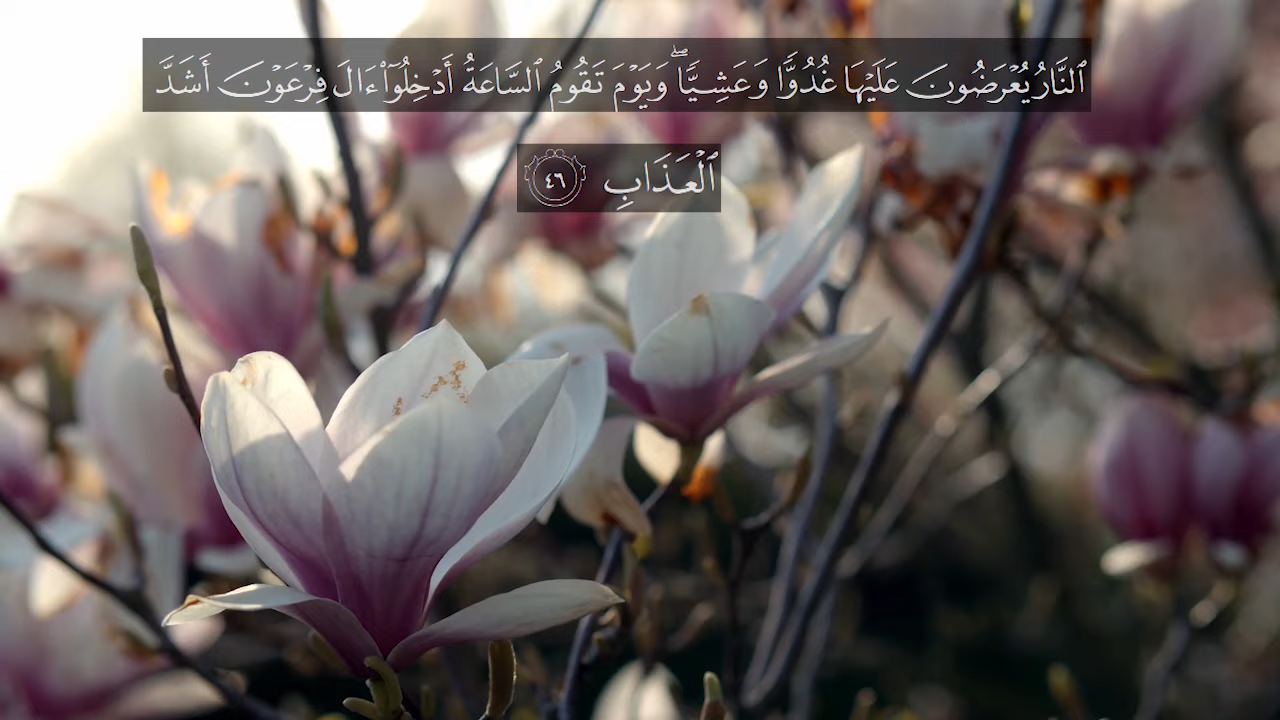 ٱلنَّارُ يُعْرَضُونَ عَلَيْهَا غُدُوًّا وَعَشِيًّا ۖ وَيَوْمَ تَقُومُ ٱلسَّاعَةُ أَدْخِلُوٓا۟ ءَالَ فِرْعَوْنَ أَشَدَّ
ٱلْعَذَابِ ٤٦